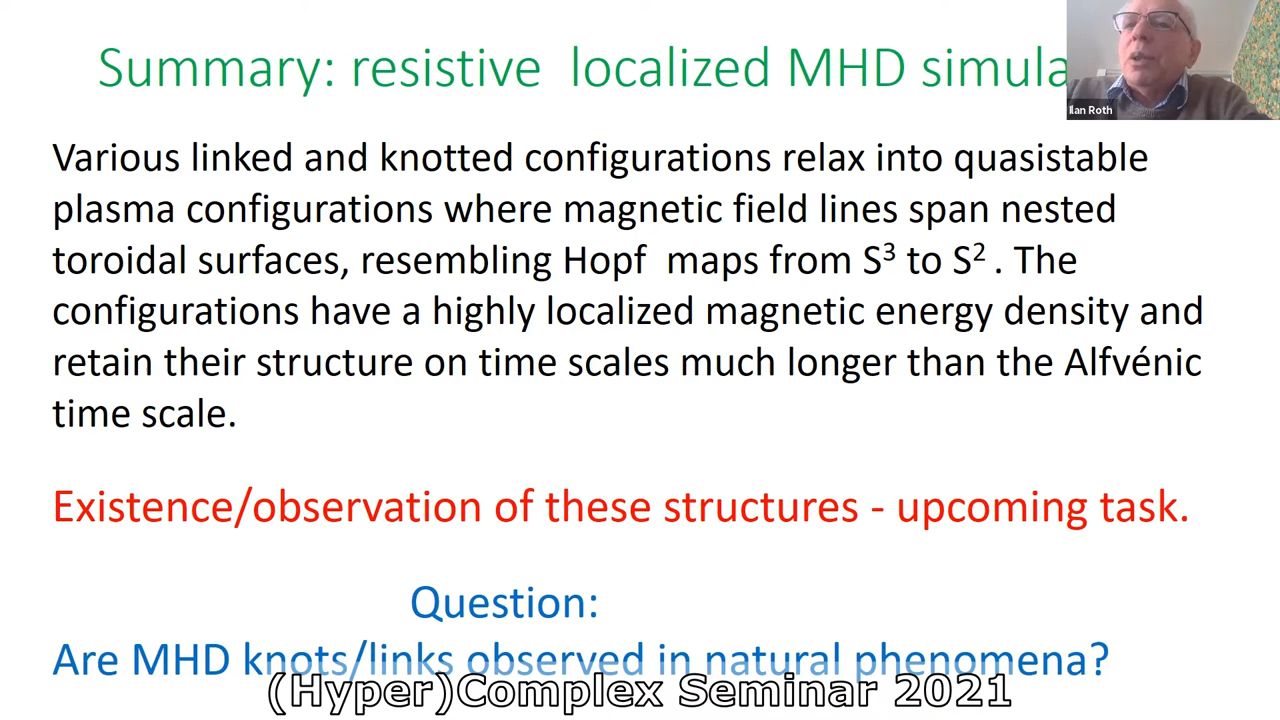 Summary: resistive localized MHD simula
Ilan Roth
Various linked and knotted configurations relax into quasistable
plasma configurations where magnetic field lines span nested
toroidal surfaces, resembling Hopf maps from S³ to S² . The
configurations have a highly localized magnetic energy density and
retain their structure on time scales much longer than the Alfvénic
time scale.
Existence/observation of these structures - upcoming task.
Question:
Are MHD knots/links observed in natural phenomena?
(Hyper)Complex Seminar 2021